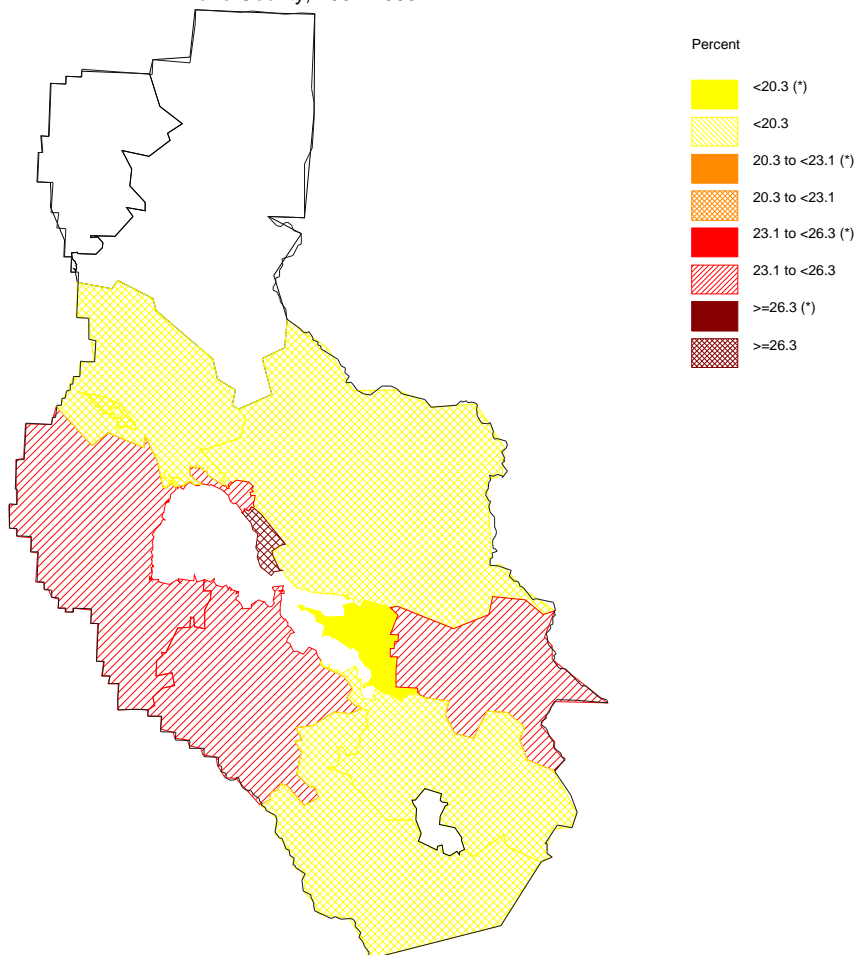 Percent
<20.3 (*)
<20.3
20.3 to <23.1 (*)
20.3 to <23.1
23.1 to <26.3 (*)
23.1 to <26.3
>=26.3 (*)
>=26.3